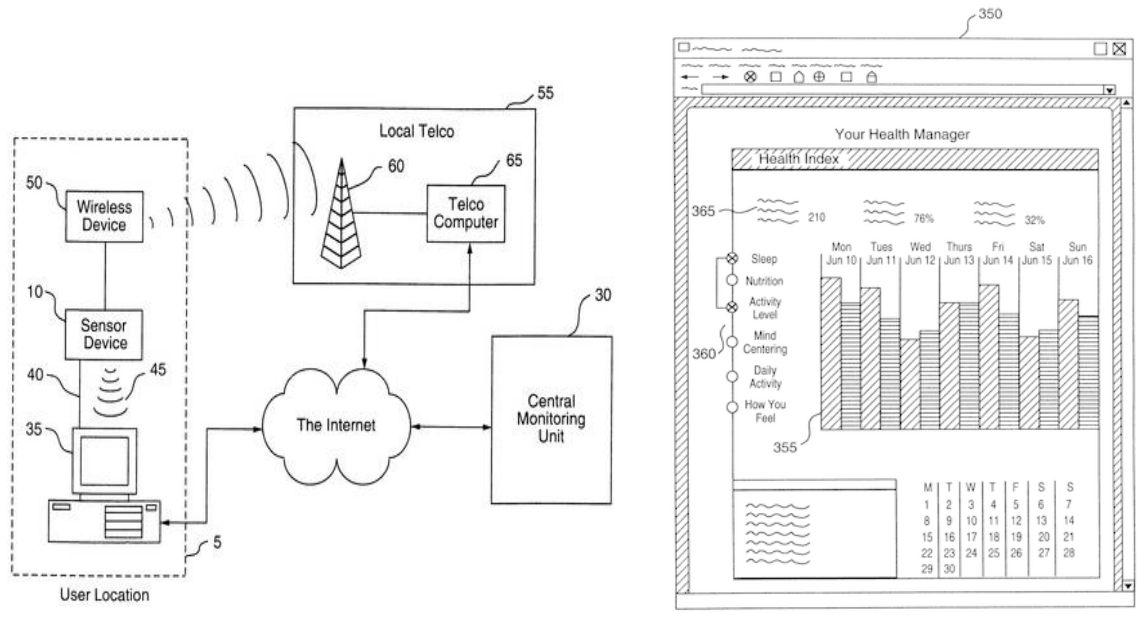 55
Local Telco
60
65
Telco
Computer
50
Wireless
Device
10
Sensor
Device
40
45
35
The Internet
30
Central
Monitoring
Unit
5
User Location
350
Your Health Manager
Health Index
365
210
76%
32%
Mon Tues Wed Thurs Fri Sat Sun
Jun 10 Jun 11 Jun 12 Jun 13 Jun 14 Jun 15 Jun 16
Sleep
Nutrition
Activity
Level
360
Mind
Centering
Daily
Activity
How You
Feel
355
M T W T F S S
1 2 3 4 5 6 7
8 9 10 11 12 13 14
15 16 17 18 19 20 21
22 23 24 25 26 27 28
29 30